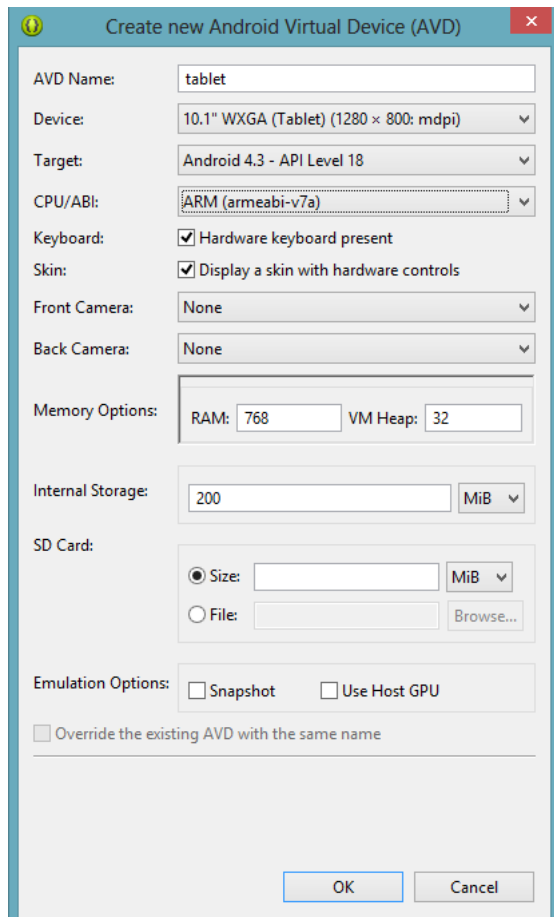 Create new Android Virtual Device (AVD)
AVD Name: tablet
Device: 10.1" WXGA (Tablet) (1280 × 800: mdpi)
Target: Android 4.3 - API Level 18
CPU/ABI: ARM (armeabi-v7a)
Keyboard: Hardware keyboard present
Skin: Display a skin with hardware controls
Front Camera: None
Back Camera: None
Memory Options: RAM: 768 VM Heap: 32
Internal Storage: 200 MiB
SD Card:
Size: MiB
File: Browse...
Emulation Options: Snapshot Use Host GPU
Override the existing AVD with the same name
OK Cancel